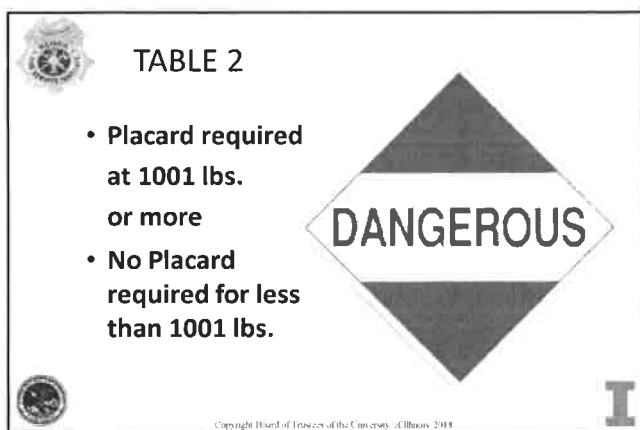 TABLE 2
• Placard required
at 1001 lbs.
or more
• No Placard
required for less
than 1001 lbs.
DANGEROUS
Copyright Board of Trustees of the University of Illinois 2018